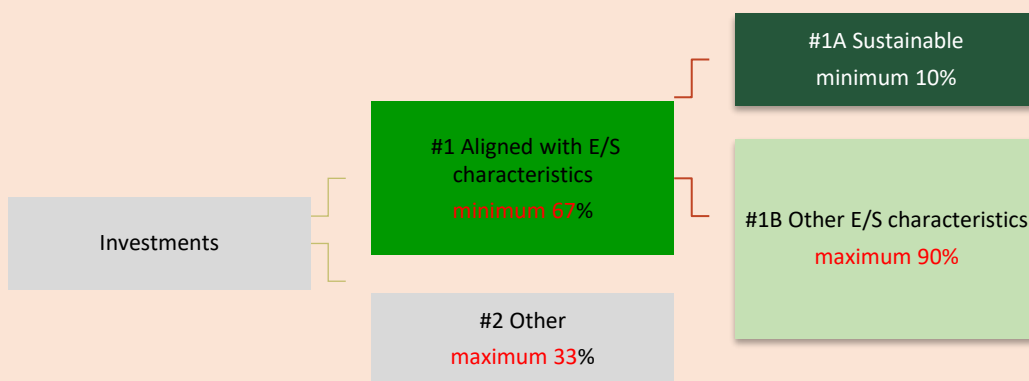 Investments
#1 Aligned with E/S
characteristics
minimum 67%
#2 Other
maximum 33%
#1A Sustainable
minimum 10%
#1B Other E/S characteristics
maximum 90%